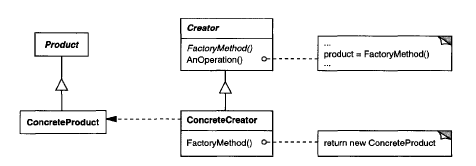 Product
ConcreteProduct
Creator
FactoryMethod()
AnOperation()
...
product = FactoryMethod()
...
ConcreteCreator
FactoryMethod()
return new ConcreteProduct